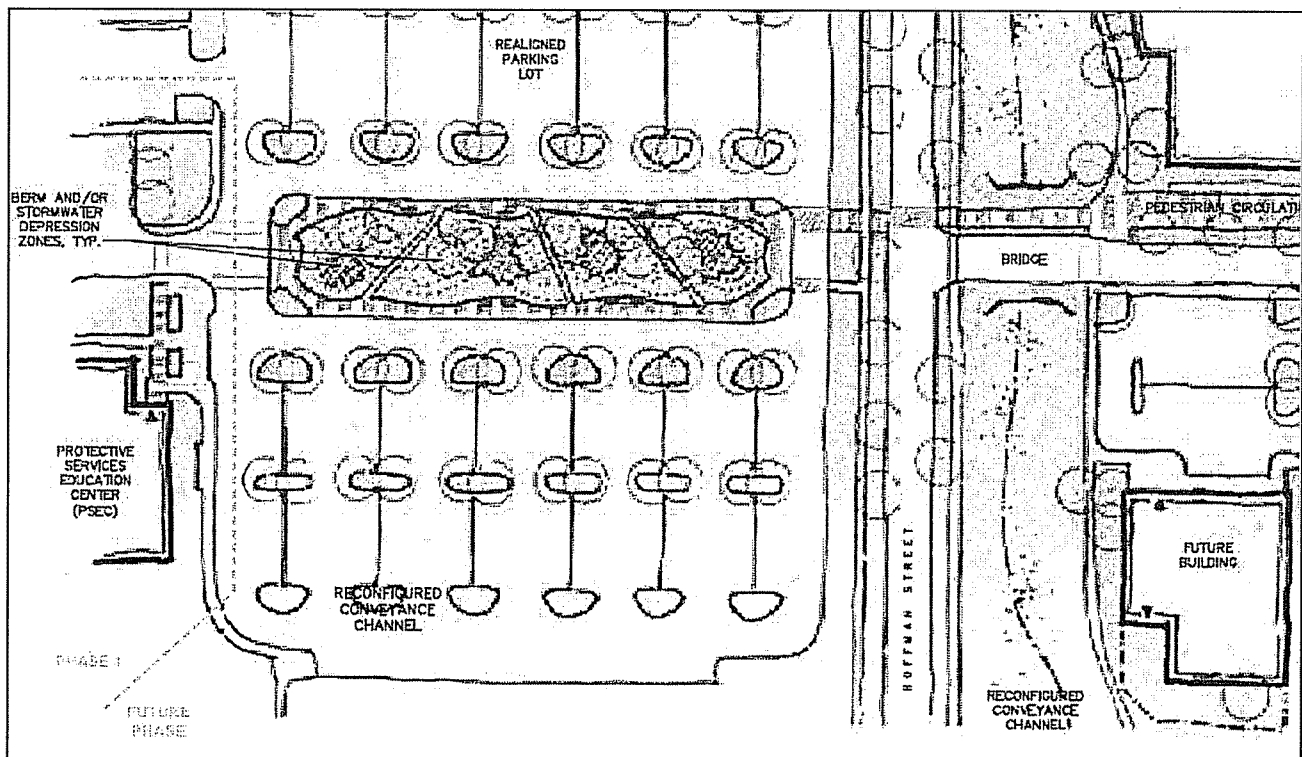 REALIGNED
PARKING
LOT
BERM AND/OR
STORMWATER
DEPRESSION
ZONES, TYP.
PEDESTRIAN CIRCULATI
BRIDGE
PROTECTIVE
SERVICES
EDUCATION
CENTER
(PSEC)
HOFFMAN STREET
FUTURE
BUILDING
RECONFIGURED
CONVEYANCE
CHANNEL
PHASE 1
FUTURE
PHASE
RECONFIGURED
CONVEYANCE
CHANNEL